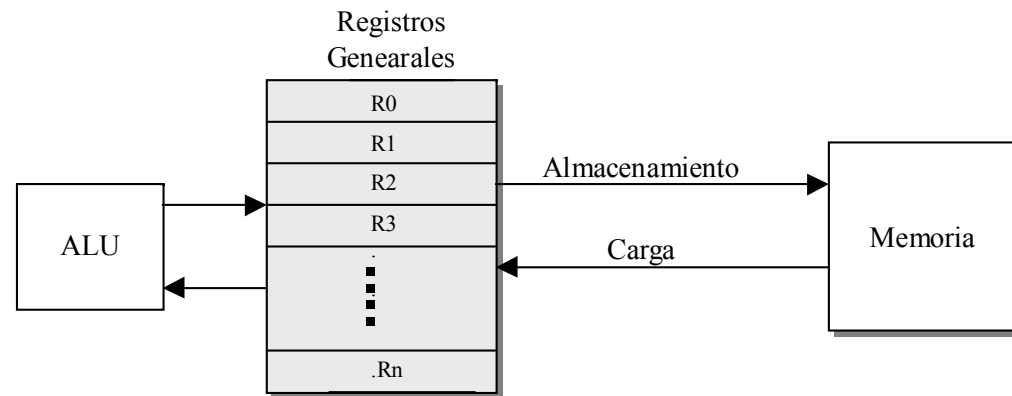 Registros
Genearales
R0
R1
R2
R3
.Rn
ALU
Almacenamiento
Carga
Memoria